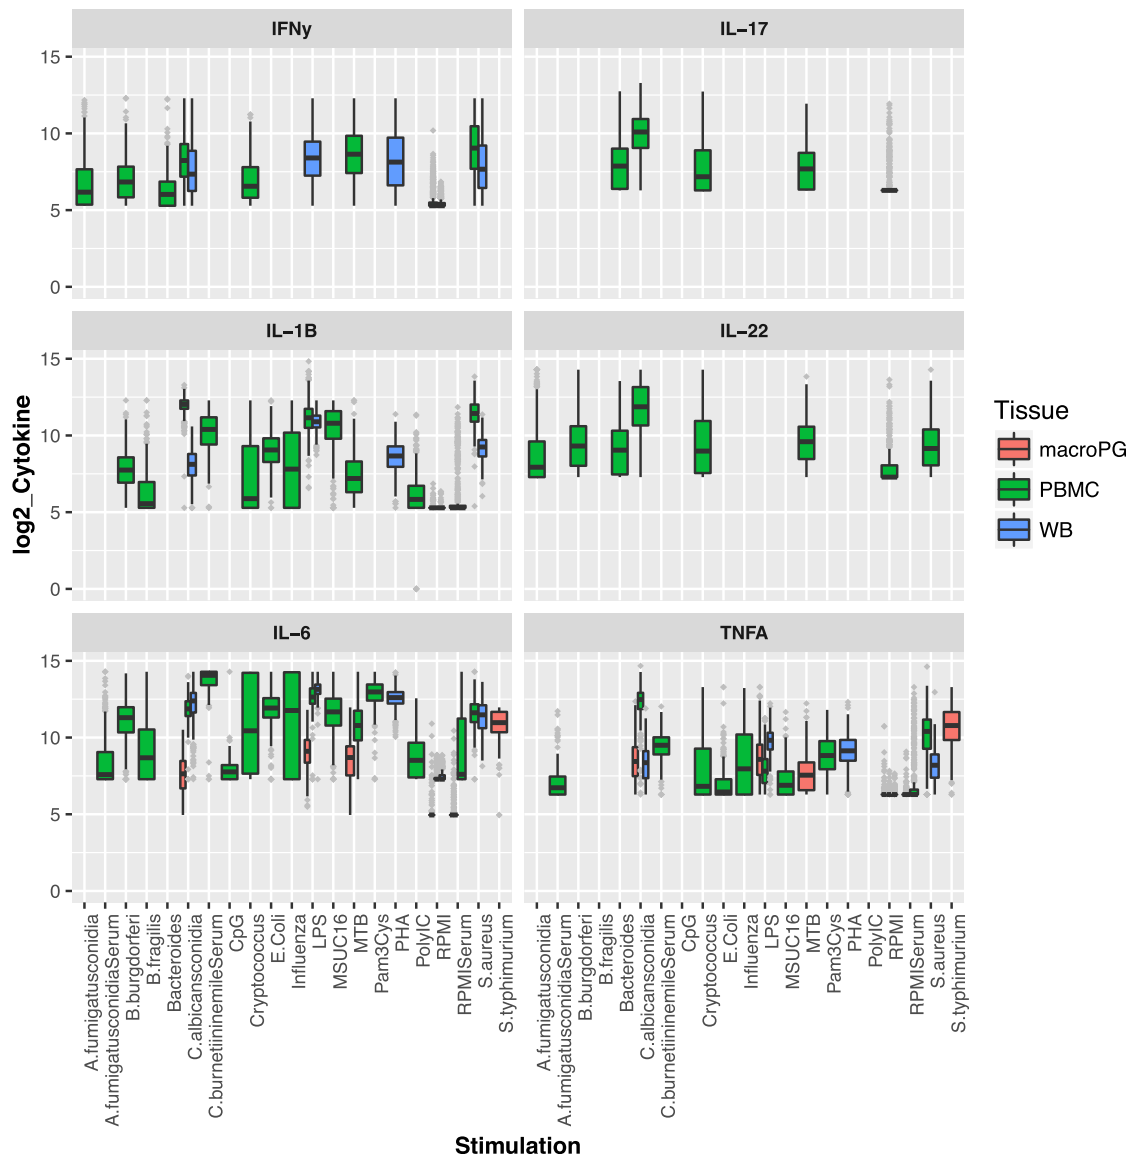 IFNy
IL−17
15
10
5
0
IL−1B
IL−22
15
10
5
0
IL−6
TNFA
15
10
5
0
log2_Cytokine
Tissue
macroPG
PBMC
WB
A.fumigatusconidia
A.fumigatusconidiaSerum
B.burgdorferi
B.fragilis
Bacteroides
C.albicansconidia
C.burnetiininemileSerum
CpG
Cryptococcus
E.Coli
Influenza
LPS
MSUC16
MTB
Pam3Cys
PHA
PolyIC
RPMI
RPMISerum
S.aureus
S.typhimurium
A.fumigatusconidia
A.fumigatusconidiaSerum
B.burgdorferi
B.fragilis
Bacteroides
C.albicansconidia
C.burnetiininemileSerum
CpG
Cryptococcus
E.Coli
Influenza
LPS
MSUC16
MTB
Pam3Cys
PHA
PolyIC
RPMI
RPMISerum
S.aureus
S.typhimurium
Stimulation